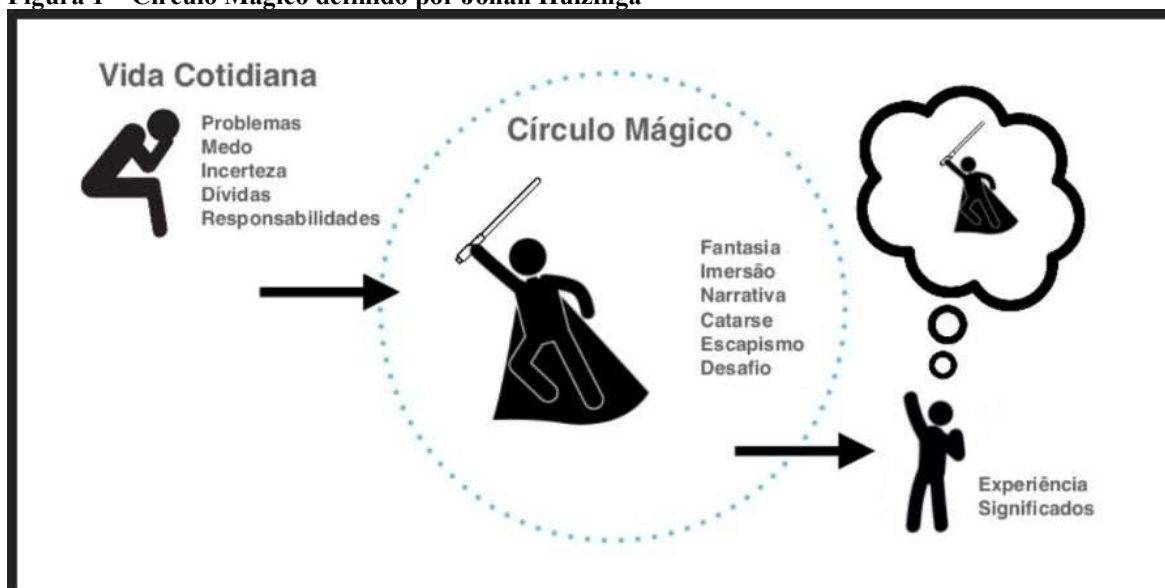 Figura 1 – Círculo Mágico definido por Johan Huizinga
Vida Cotidiana
Problemas
Medo
Incerteza
Dívidas
Responsabilidades
Círculo Mágico
Fantasia
Imersão
Narrativa
Catarse
Escapismo
Desafio
Experiência
Significados